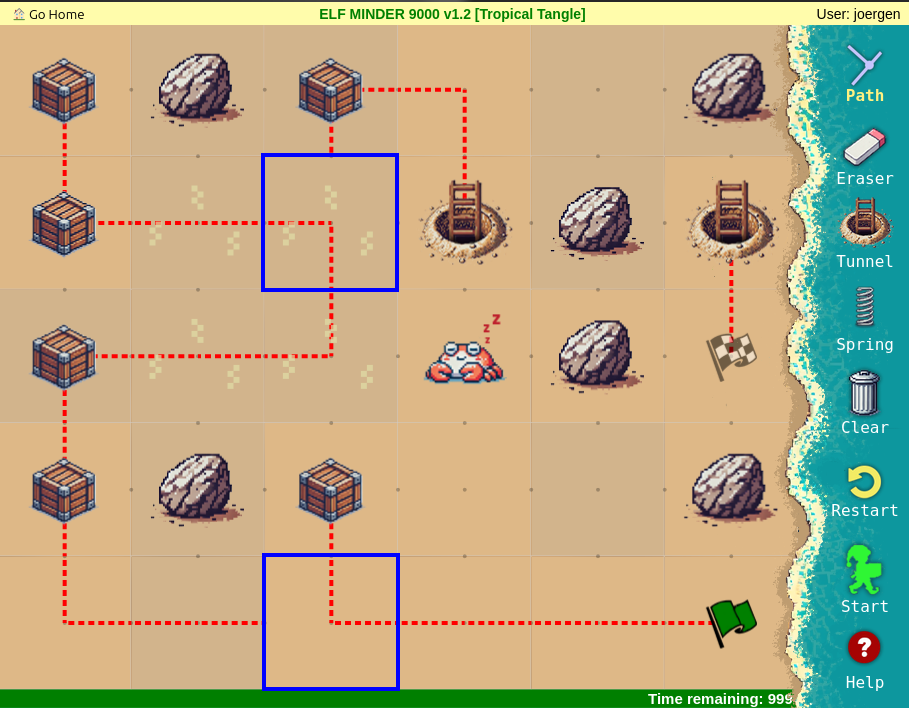 Go Home
ELF MINDER 9000 v1.2 [Tropical Tangle]
User: joergen
Path
Eraser
Tunnel
Spring
Clear
Restart
Start
?
Help
z
z
z
Time remaining: 999